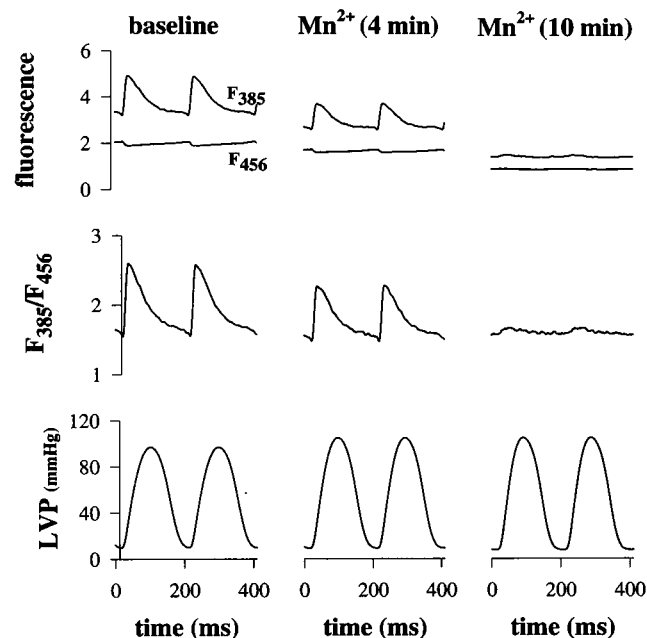 baseline Mn²⁺ (4 min) Mn²⁺ (10 min)
fluorescence
6
4
2
0
F₃₈₅
F₄₅₆
F₃₈₅/F₄₅₆
3
2
1
LVP (mmHg)
120
80
40
0
0 200 400 0 200 400 0 200 400
time (ms) time (ms) time (ms)